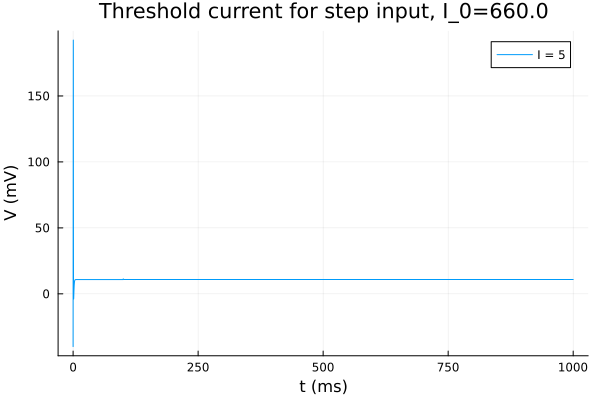 Threshold current for step input, I_0=660.0
I = 5
V (mV)
150
100
50
0
0
250
500
750
1000
t (ms)